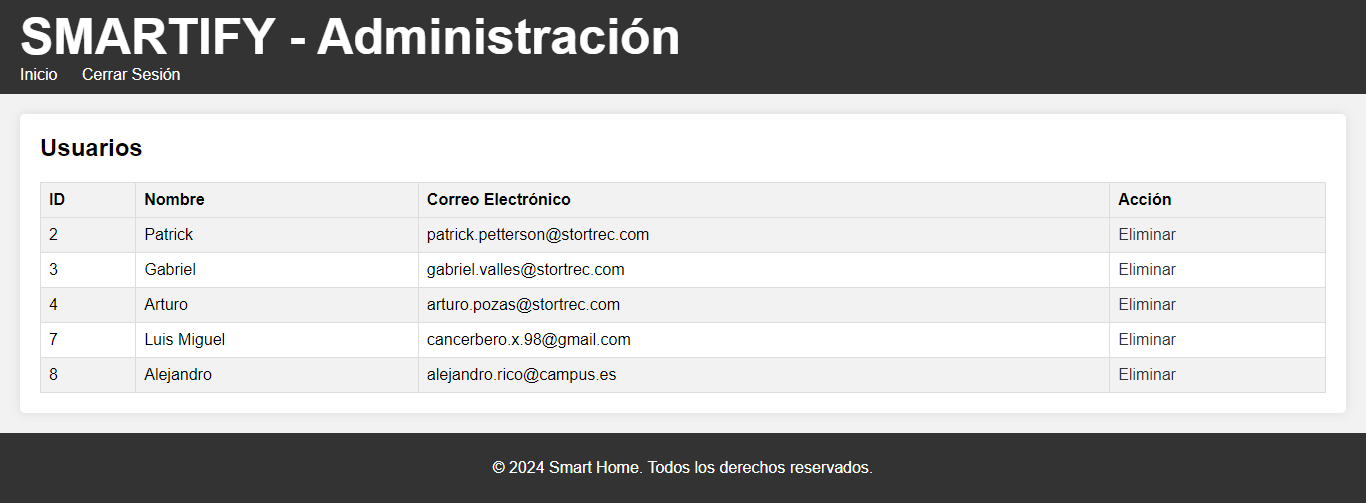 SMARTIFY - Administración
Inicio Cerrar Sesión
Usuarios
ID Nombre Correo Electrónico Acción
2 Patrick patrick.petterson@stortrec.com Eliminar
3 Gabriel gabriel.valles@stortrec.com Eliminar
4 Arturo arturo.pozas@stortrec.com Eliminar
7 Luis Miguel cancerbero.x.98@gmail.com Eliminar
8 Alejandro alejandro.rico@campus.es Eliminar
© 2024 Smart Home. Todos los derechos reservados.